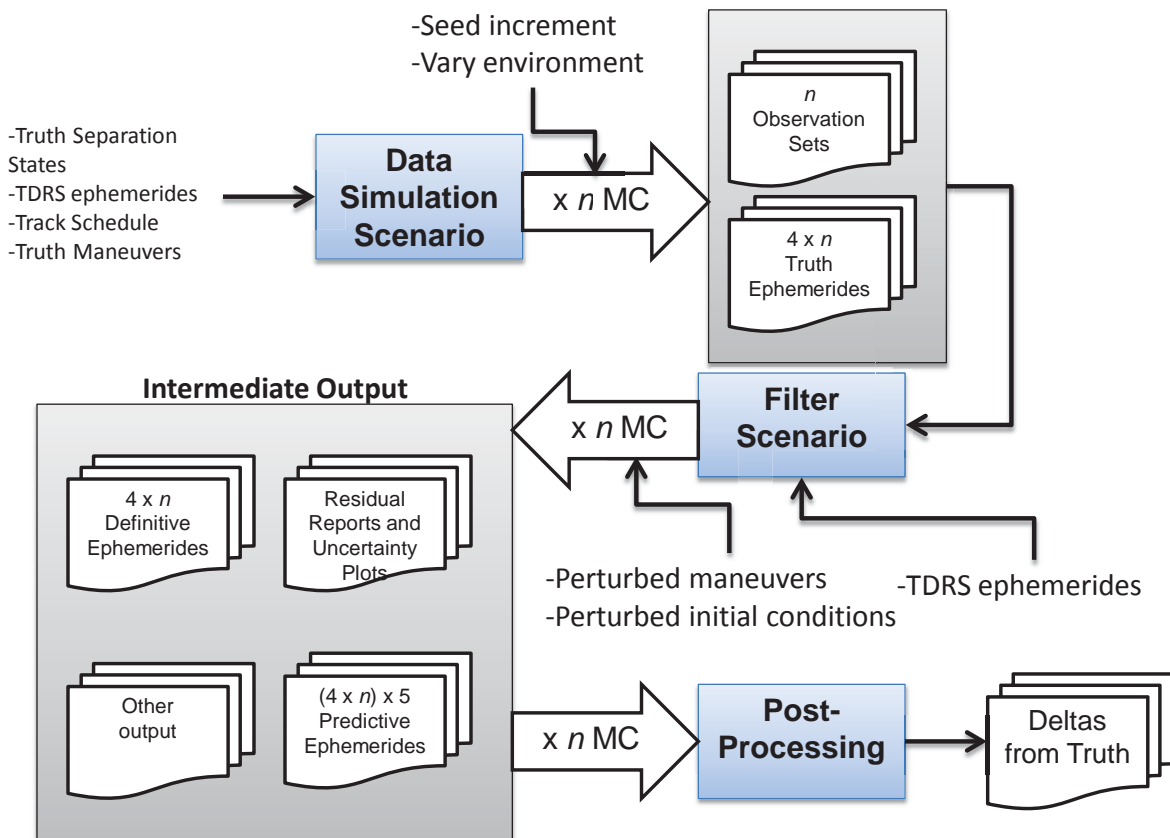 -Seed increment
-Vary environment
-Truth Separation
States
-TDRS ephemerides
-Track Schedule
-Truth Maneuvers
Data
Simulation
Scenario
x n MC
n
Observation
Sets
4 x n
Truth
Ephemerides
Intermediate Output
x n MC
Filter
Scenario
4 x n
Definitive
Ephemerides
Residual
Reports and
Uncertainty
Plots
-Perturbed maneuvers
-Perturbed initial conditions
-TDRS ephemerides
Other
output
(4 x n) x 5
Predictive
Ephemerides
x n MC
Post-
Processing
Deltas
from Truth